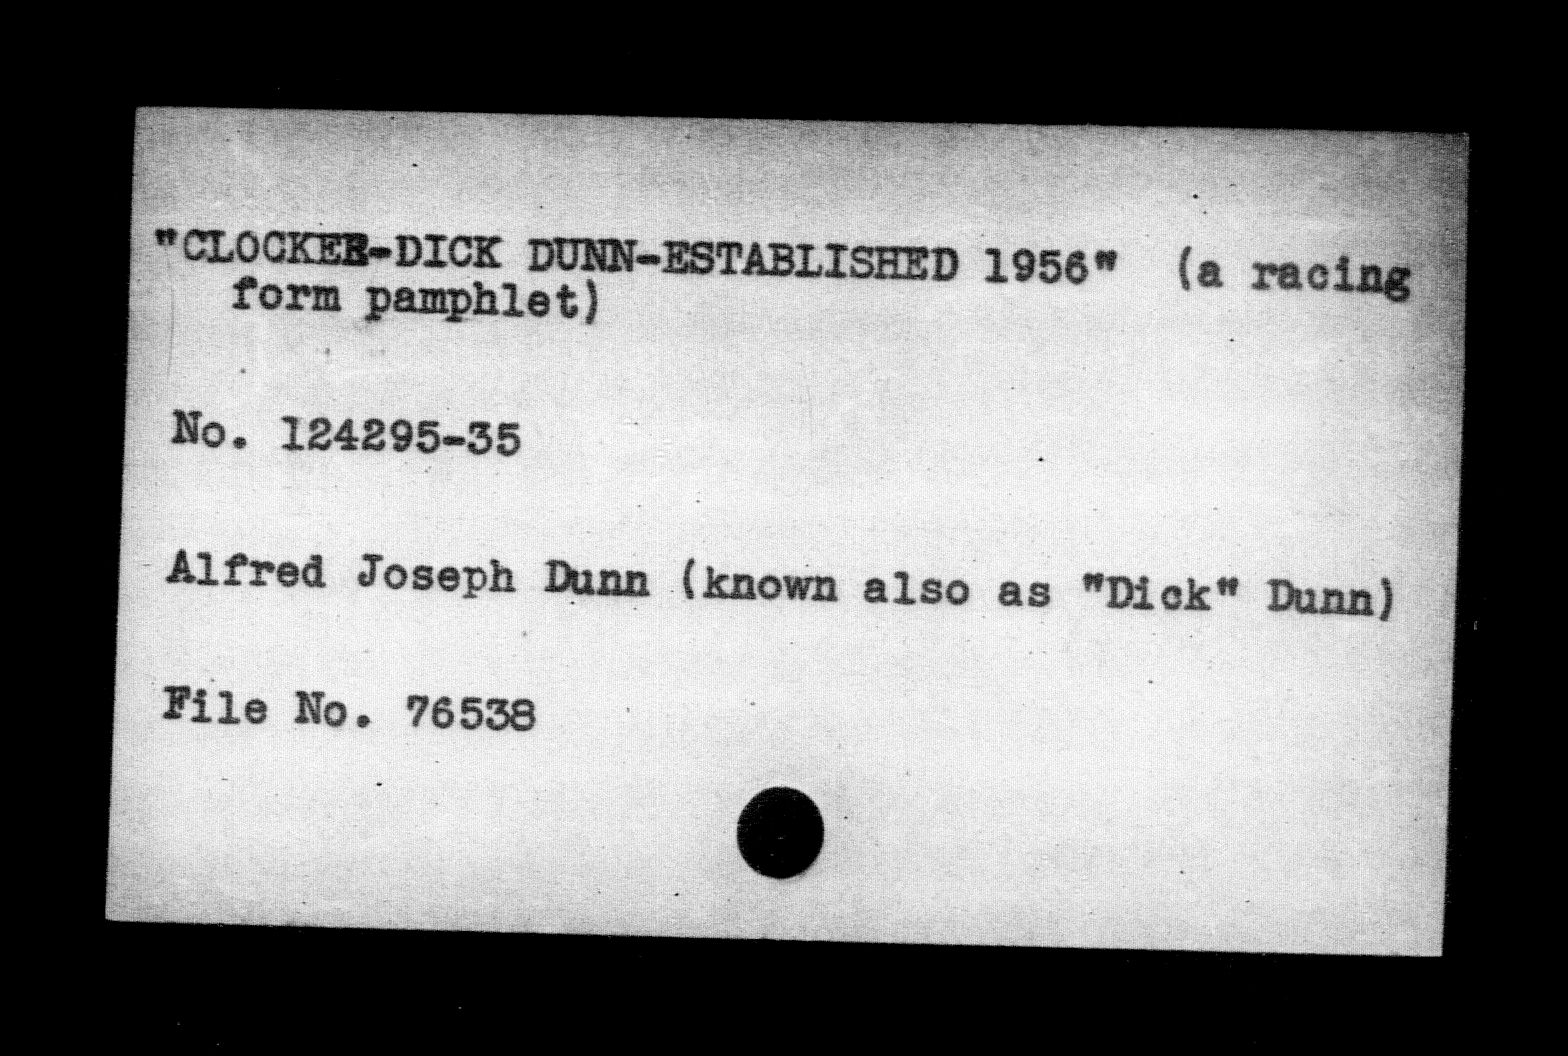 "CLOCKER-DICK DUNN-ESTABLISHED 1956" (a racing
form pamphlet)
No. 124295-35
Alfred Joseph Dunn (known also as "Dick" Dunn)
File No. 76538